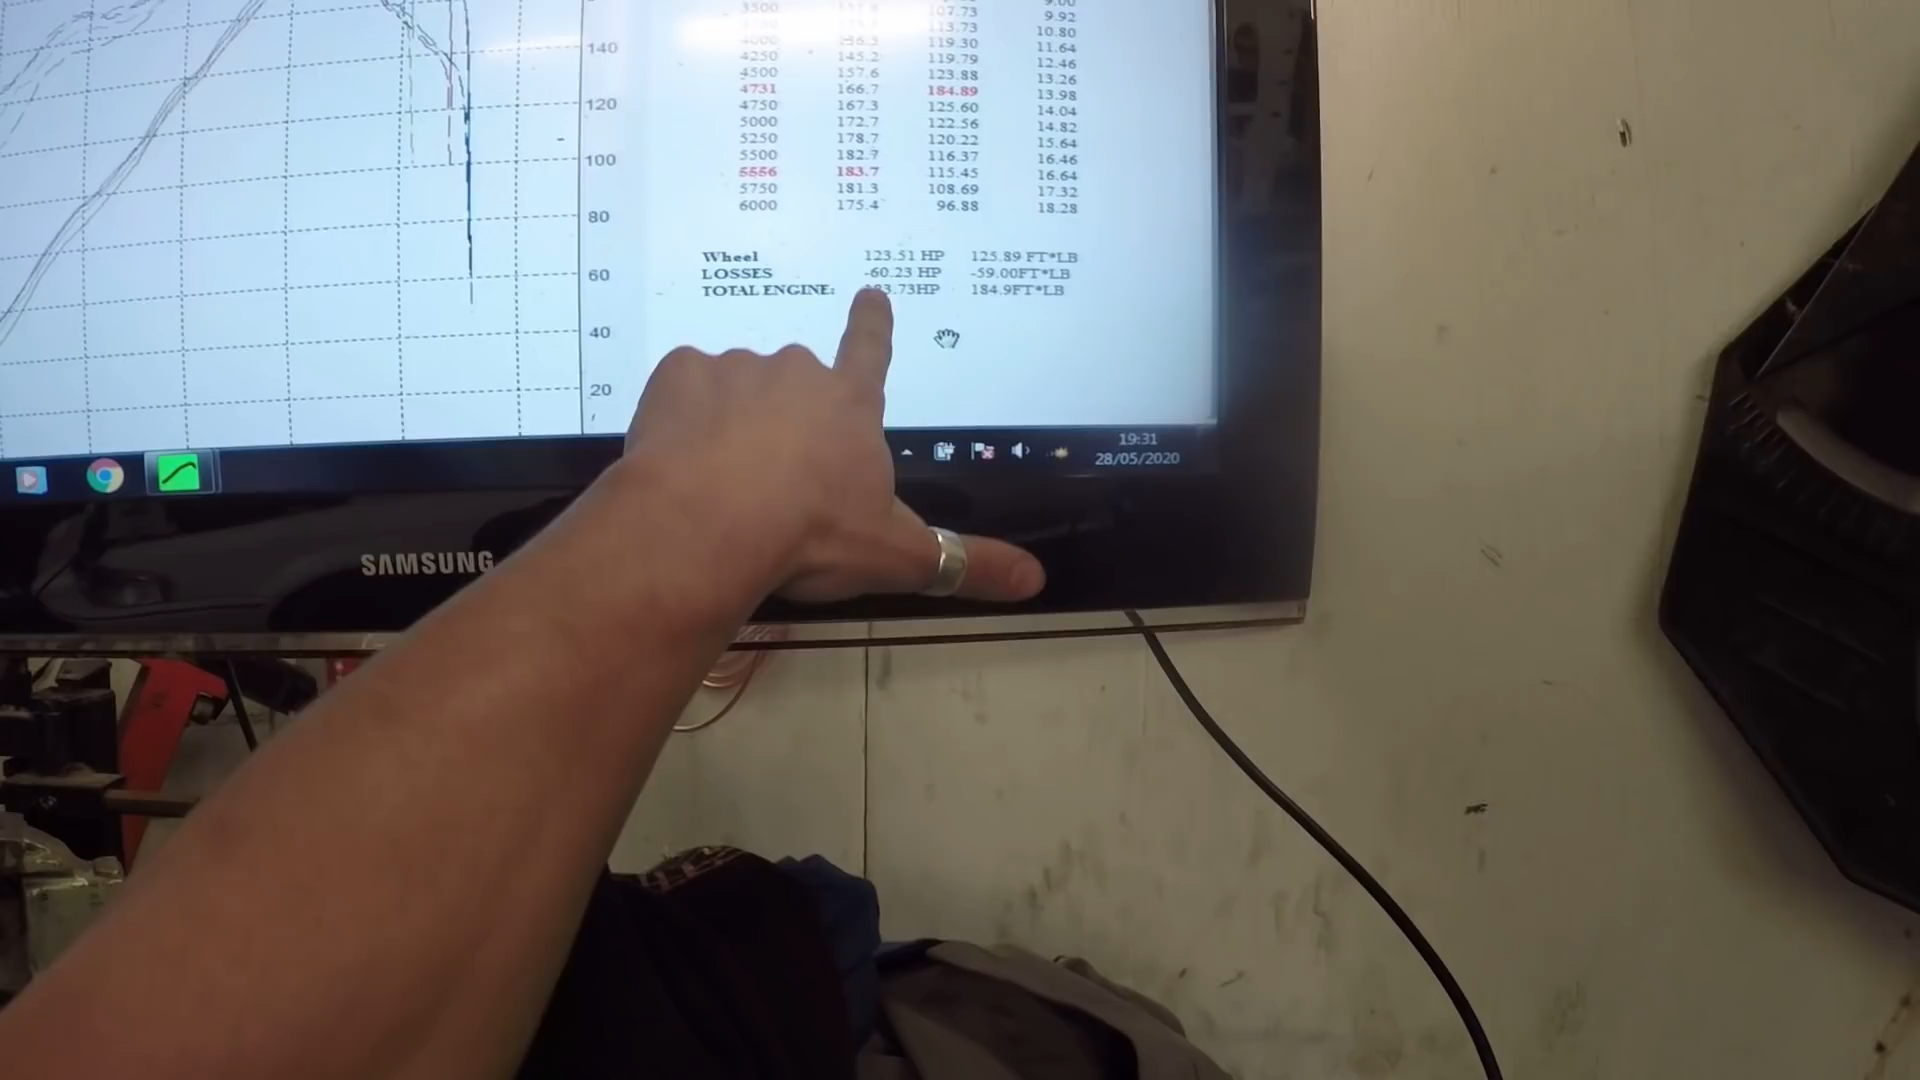 3500 107.73 9.92
113.73 10.80
4000 119.30 11.64
4250 145.2 119.79 12.46
4500 157.6 123.88 13.26
4731 166.7 184.89 13.98
4750 167.3 125.60 14.04
5000 172.7 122.56 14.82
5250 178.7 120.22 15.64
5500 182.7 116.37 16.46
5556 183.7 115.45 16.64
5750 181.3 108.69 17.32
6000 175.4 96.88 18.28
Wheel 123.51 HP 125.89 FT*LB
LOSSES -60.23 HP -59.00FT*LB
TOTAL ENGINE: 184.9FT*LB
140
120
100
80
60
40
20
19:31
28/05/2020
SAMSUNG